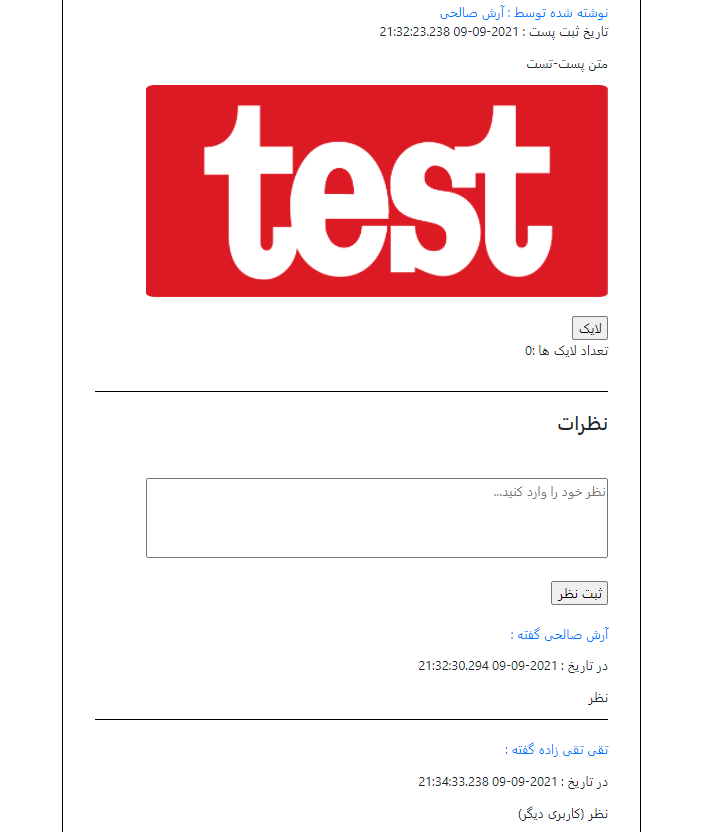 نوشته شده توسط : آرش صالحی
تاریخ ثبت پست : 2021-09-09 21:32:23.238
متن پست-تست
test
لایک
تعداد لایک ها :0
نظرات
نظر خود را وارد کنید...
ثبت نظر
آرش صالحی گفته :
در تاریخ : 2021-09-09 21:32:30.294
نظر
تقی تقی زاده گفته :
در تاریخ : 2021-09-09 21:34:33.238
نظر (کاربری دیگر)